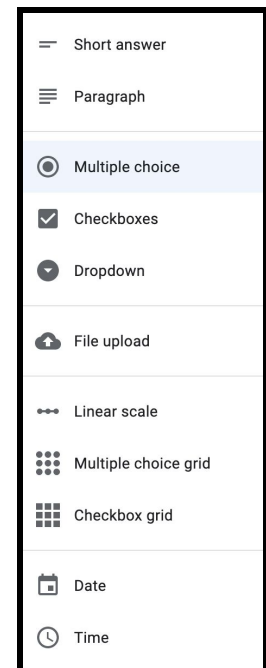 Short answer
Paragraph
Multiple choice
Checkboxes
Dropdown
File upload
Linear scale
Multiple choice grid
Checkbox grid
Date
Time